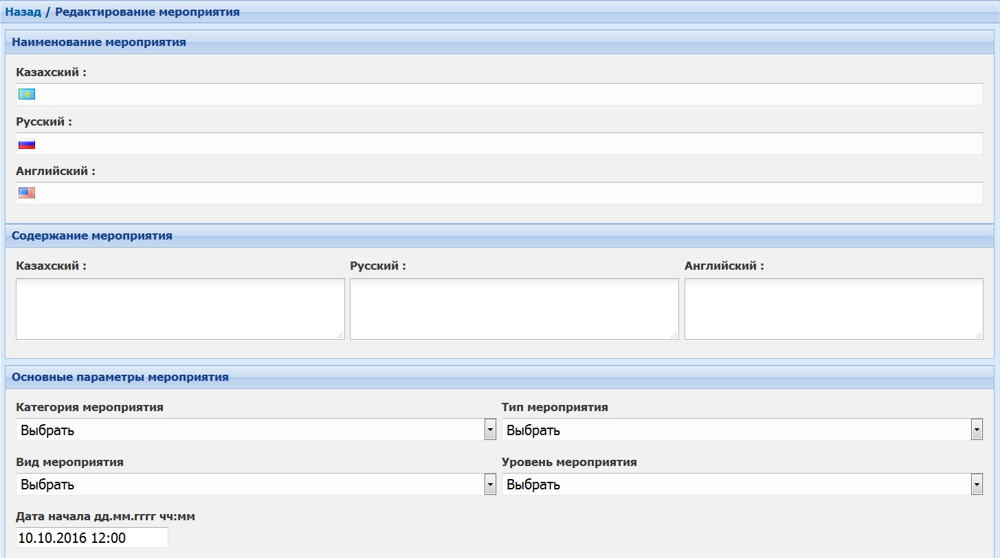 Назад / Редактирование мероприятия
Наименование мероприятия
Казахский :
Русский :
Английский :
Содержание мероприятия
Казахский : Русский : Английский :
Основные параметры мероприятия
Категория мероприятия Тип мероприятия
Выбрать Выбрать
Вид мероприятия Уровень мероприятия
Выбрать Выбрать
Дата начала дд.мм.гггг чч:мм
10.10.2016 12:00